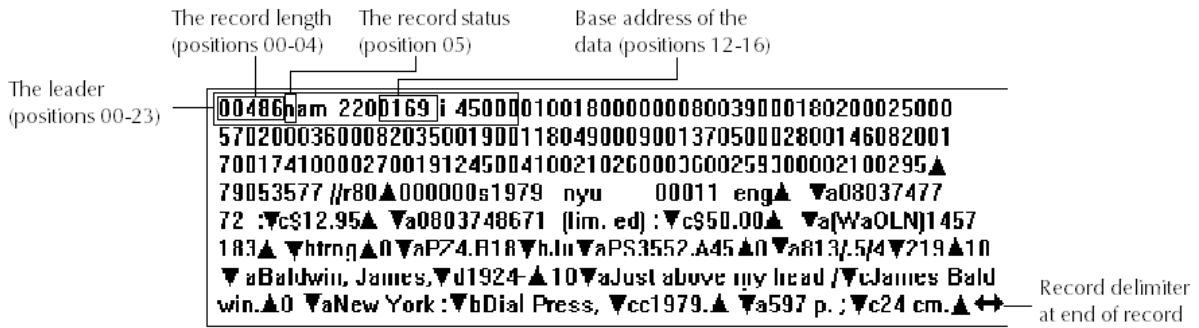 The record length
(positions 00-04)
The record status
(position 05)
Base address of the
data (positions 12-16)
The leader
(positions 00-23)
00486nam 2200169 i 45000010018000000080039000180200025000
57020003600082035001900118049000900137050002800146082001
70017410000270019124500410021026000036002593000002100295▲
79053577 //r80▲000000s1979 nyu 00011 eng▲ ▼a08037477
72 :▼c$12.95▲ ▼a0803748671 (lim. ed) :▼c$50.00▲ ▼a(WaOLN)1457
183▲ ▼htrng▲0▼aPZ4.B18▼b.Ju▼aPS3552.A45▲0▼a813/.5/4▼219▲10
▼aBaldwin, James,▼d1924-▲10▼aJust above my head /▼cJames Bald
win.▲0 ▼aNew York :▼bDial Press, ▼cc1979.▲ ▼a597 p. ;▼c24 cm.▲↔
Record delimiter
at end of record